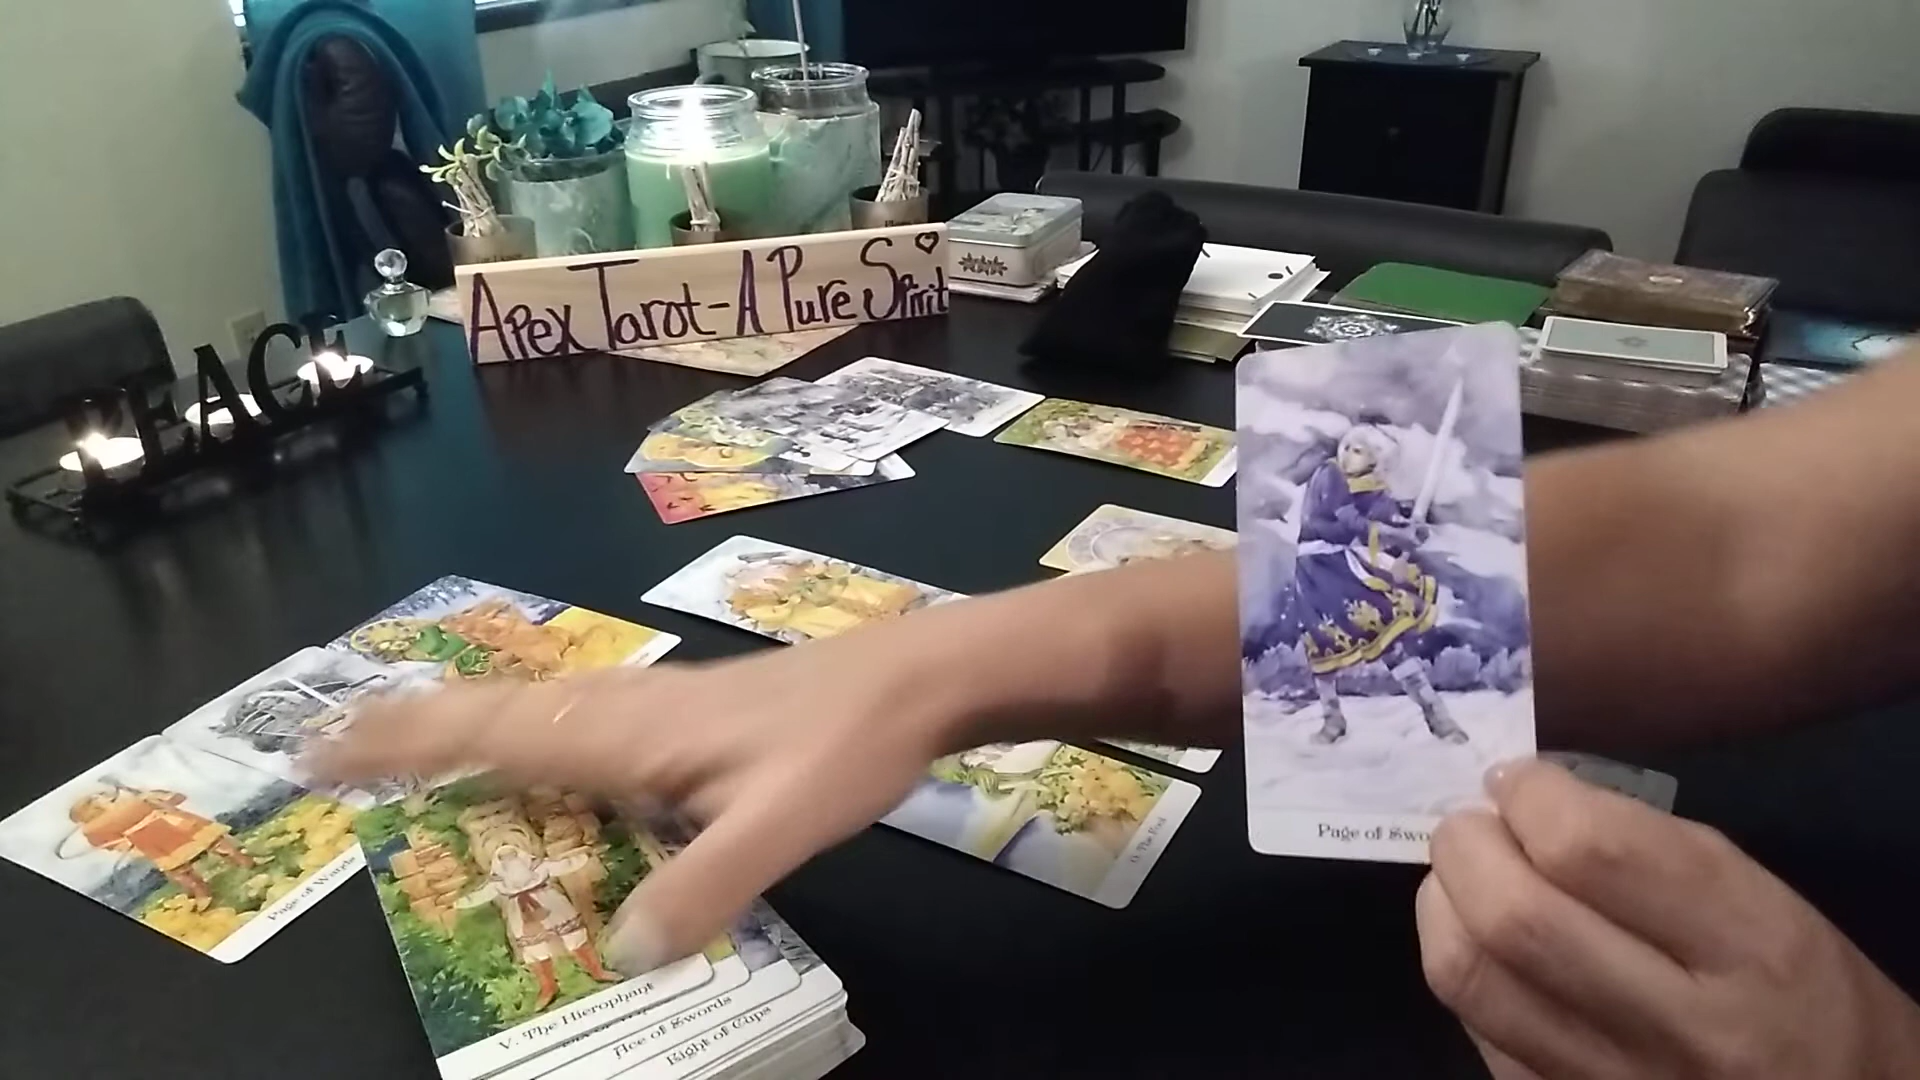 PEACE
Apex Tarot-A Pure Spirit
Page of
Page of Wands
0. The Fool
V. The Hierophant
Ace of Swords
Eight of Cups